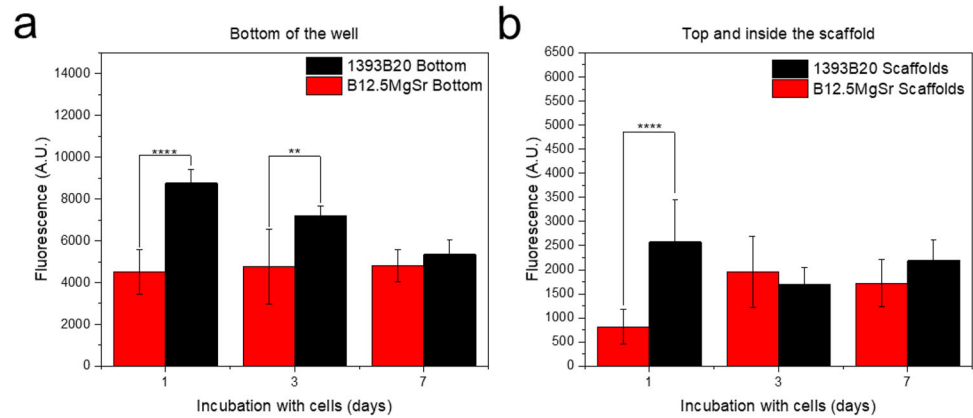 a
Bottom of the well
1393B20 Bottom
B12.5MgSr Bottom
14000
12000
10000
8000
6000
4000
2000
0
Fluorescence (A.U.)
****
**
1 3 7
Incubation with cells (days)
b
Top and inside the scaffold
1393B20 Scaffolds
B12.5MgSr Scaffolds
6500
6000
5500
5000
4500
4000
3500
3000
2500
2000
1500
1000
500
0
Fluorescence (A.U.)
****
1 3 7
Incubation with cells (days)